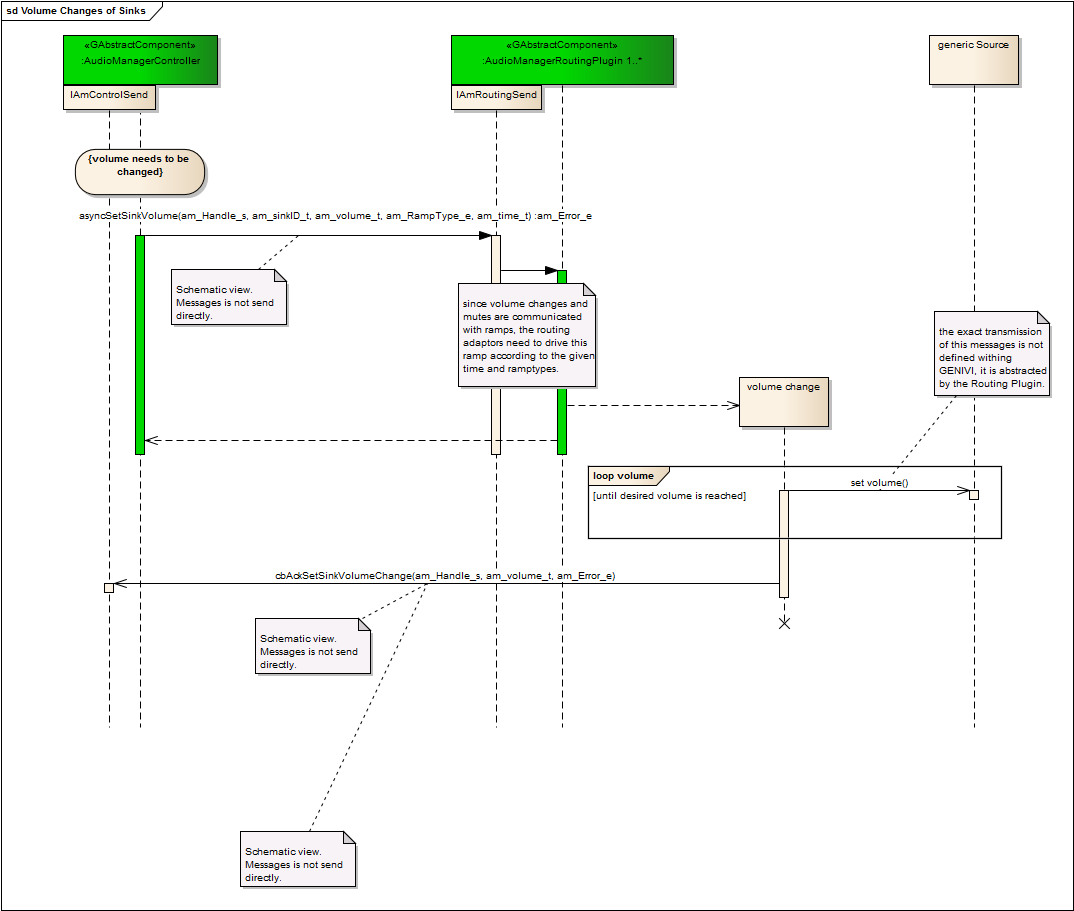 sd Volume Changes of Sinks
«GAbstractComponent»
:AudioManagerController
IAmControlSend
«GAbstractComponent»
:AudioManagerRoutingPlugin 1..*
IAmRoutingSend
generic Source
{volume needs to be
changed}
asyncSetSinkVolume(am_Handle_s, am_sinkID_t, am_volume_t, am_RampType_e, am_time_t) :am_Error_e
Schematic view.
Messages is not send
directly.
since volume changes and
mutes are communicated
with ramps, the routing
adaptors need to drive this
ramp according to the given
time and ramptypes.
the exact transmission
of this messages is not
defined withing
GENIVI, it is abstracted
by the Routing Plugin.
volume change
loop volume
[until desired volume is reached]
set volume()
cbAckSetSinkVolumeChange(am_Handle_s, am_volume_t, am_Error_e)
Schematic view.
Messages is not send
directly.
Schematic view.
Messages is not send
directly.